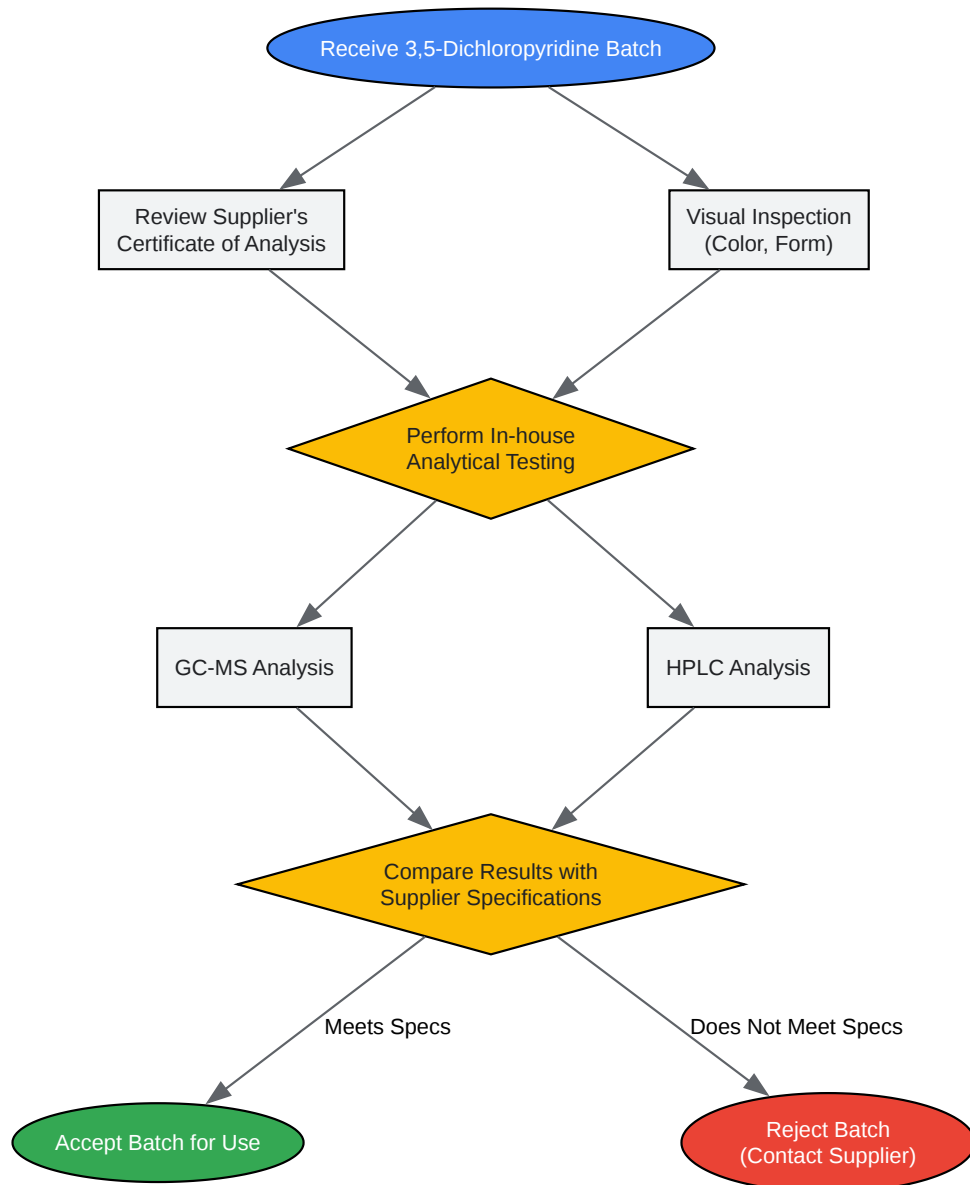 Receive 3,5-Dichloropyridine Batch
Review Supplier's
Certificate of Analysis
Visual Inspection
(Color, Form)
Perform In-house
Analytical Testing
GC-MS Analysis
HPLC Analysis
Compare Results with
Supplier Specifications
Meets Specs
Does Not Meet Specs
Accept Batch for Use
Reject Batch
(Contact Supplier)